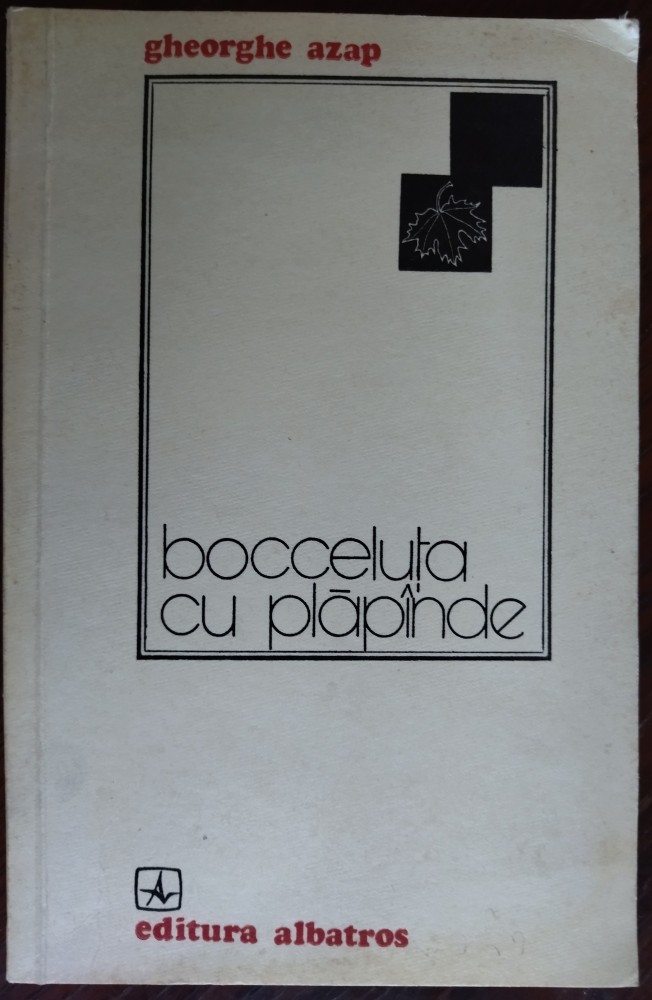 gheorghe azap
bocceluța
cu plăpînde
editura albatros